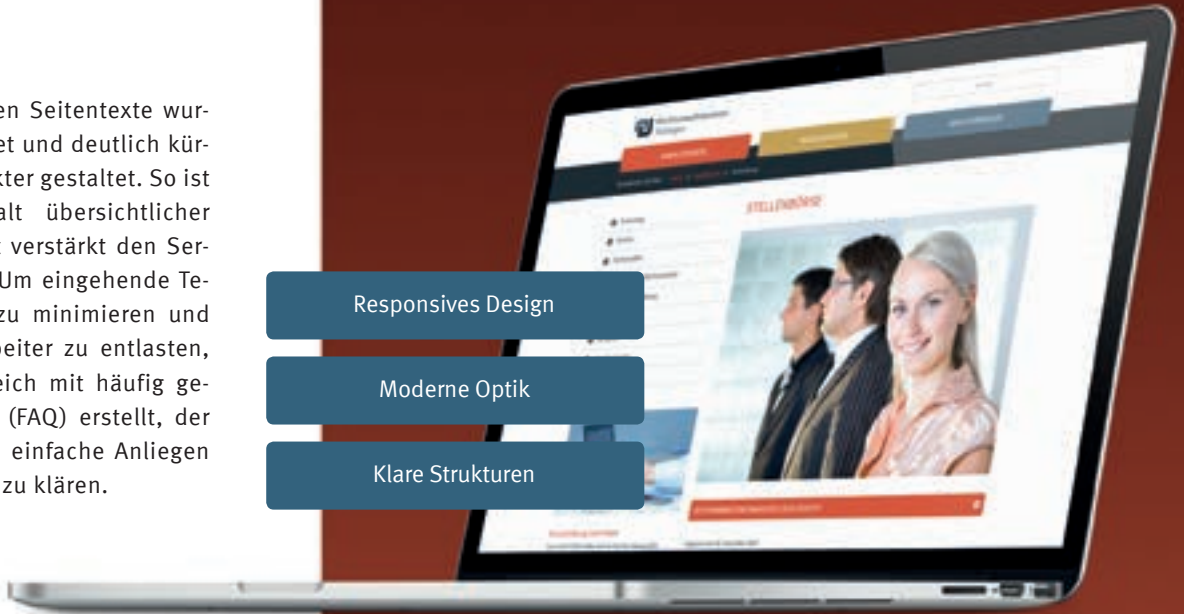 en Seitentexte wur-
et und deutlich kür-
kter gestaltet. So ist
alt übersichtlicher
t verstärkt den Ser-
Um eingehende Te-
zu minimieren und
beiter zu entlasten,
eich mit häufig ge-
(FAQ) erstellt, der
einfache Anliegen
zu klären.
Responsives Design
Moderne Optik
Klare Strukturen
STELLENBÖRSE